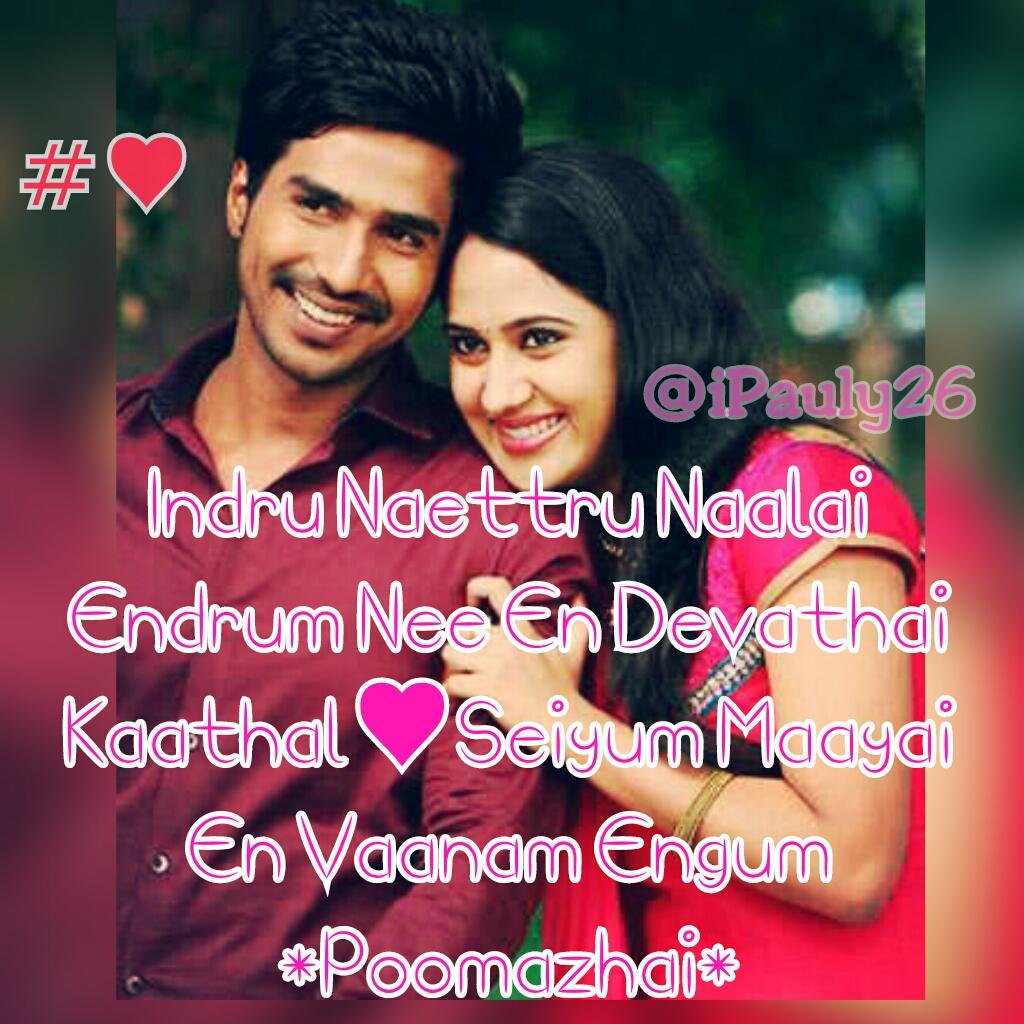 #♥
@iPauly26
Indru Naettru Naalai
Endrum Nee En Devathai
Kaathal ♥ Seiyum Maayai
En Vaanam Engum
*Poomazhai*